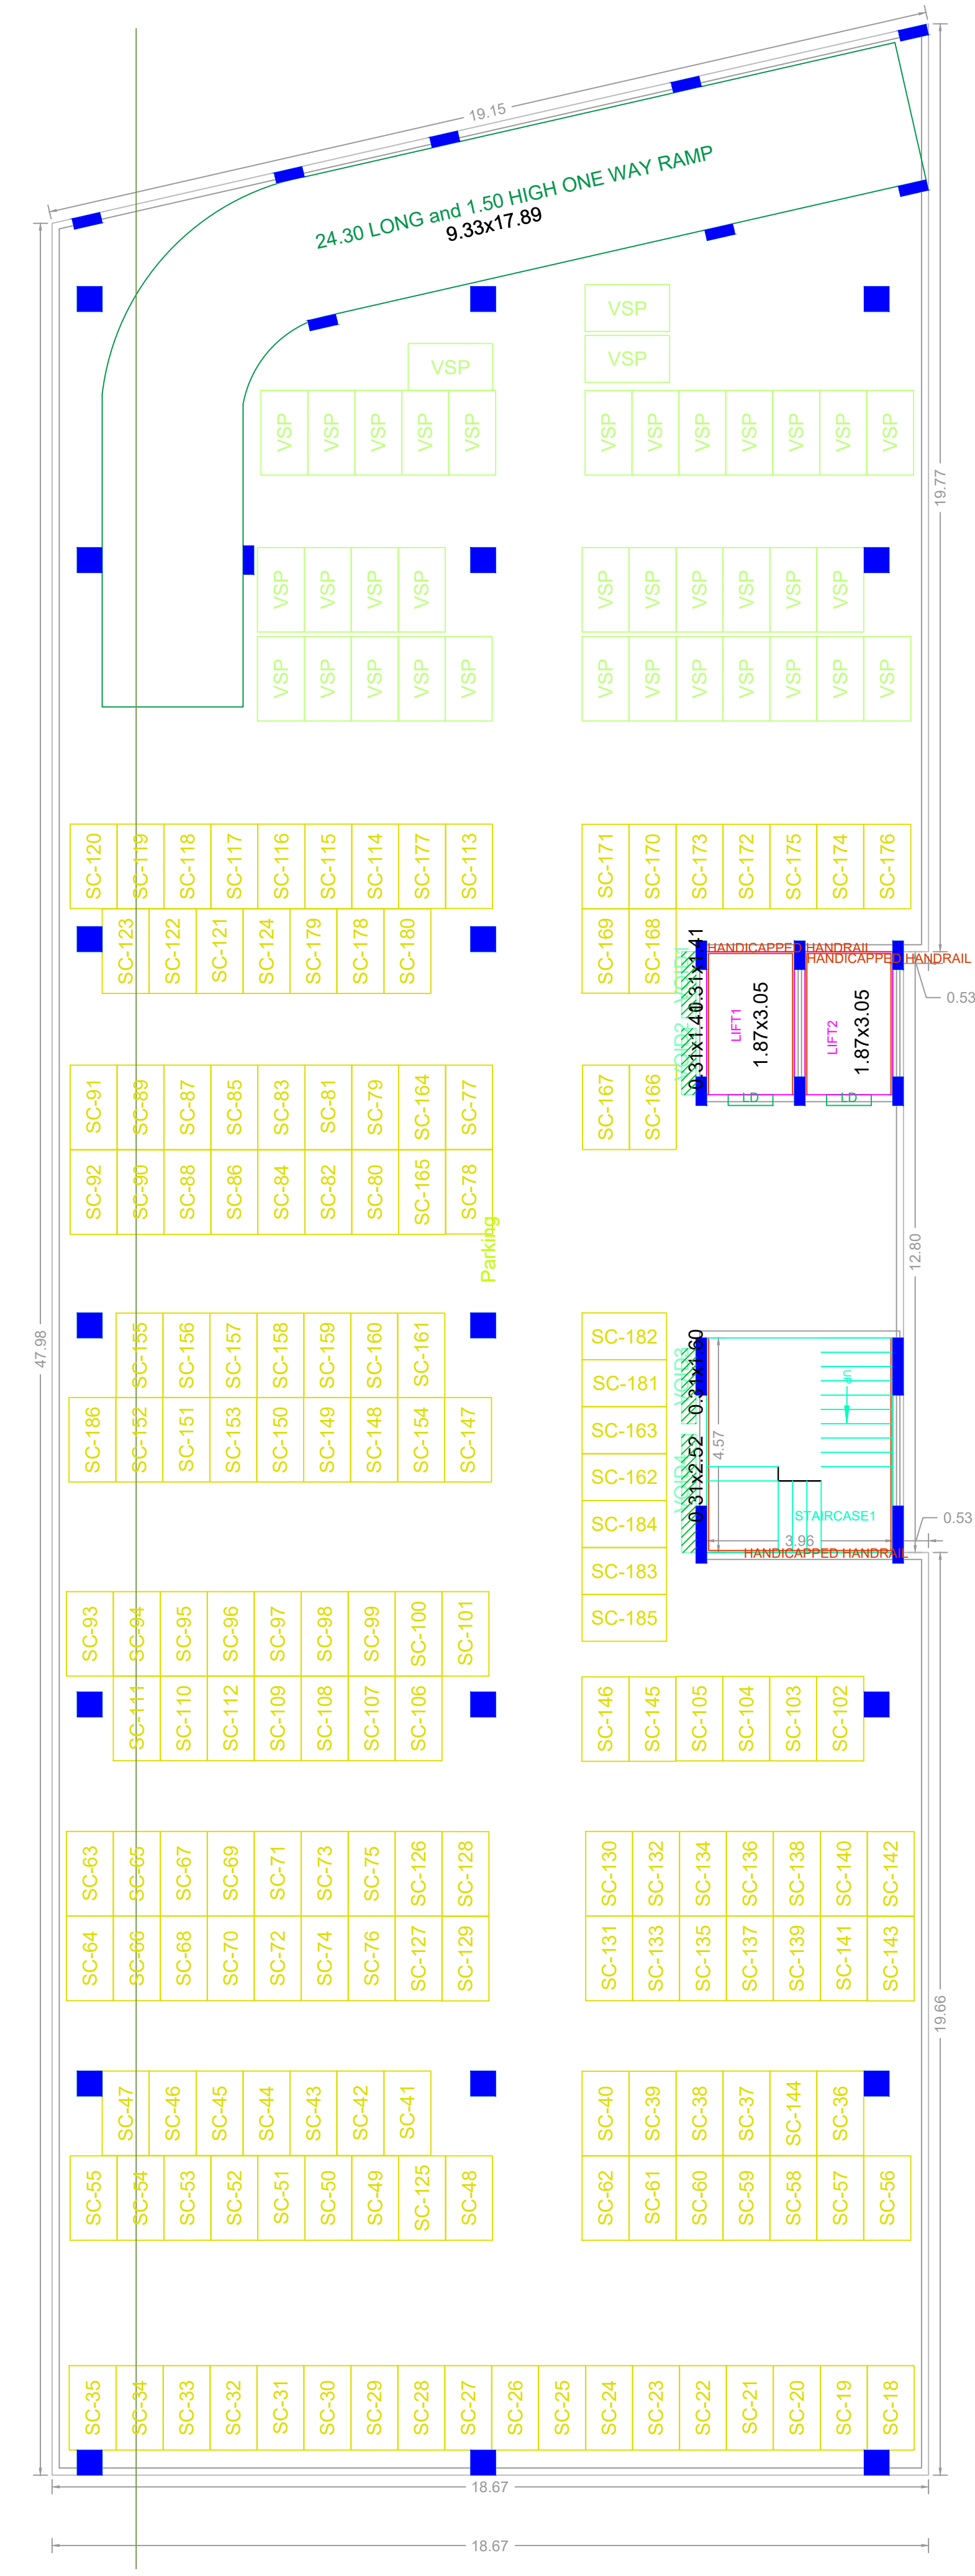 19.15
24.30 LONG and 1.50 HIGH ONE WAY RAMP
9.33x17.89
VSP
VSP
VSP
VSP VSP VSP VSP VSP
VSP VSP VSP VSP VSP VSP VSP
19.77
VSP VSP VSP VSP
VSP VSP VSP VSP VSP VSP
VSP VSP VSP VSP VSP
VSP VSP VSP VSP VSP VSP VSP
SC-120 SC-119 SC-118 SC-117 SC-116 SC-115 SC-114 SC-177 SC-113
SC-171 SC-170 SC-173 SC-172 SC-175 SC-174 SC-176
SC-123 SC-122 SC-121 SC-124 SC-179 SC-178 SC-180
SC-169 SC-168
HANDICAPPED HANDRAIL
HANDICAPPED HANDRAIL
0.31x1.41
VOID1
0.31x1.41
VOID2
LIFT1
1.87x3.05
LIFT2
1.87x3.05
0.53
LD
LD
SC-91 SC-89 SC-87 SC-85 SC-83 SC-81 SC-79 SC-164 SC-77
SC-167 SC-166
SC-92 SC-90 SC-88 SC-86 SC-84 SC-82 SC-80 SC-165 SC-78
Parking
12.80
47.98
SC-155 SC-156 SC-157 SC-158 SC-159 SC-160 SC-161
SC-182
SC-181
SC-163
SC-162
SC-184
SC-183
SC-185
0.31x1.60
VOID3
0.31x2.52
VOID4
4.57
UP
STAIRCASE1
3.96
HANDICAPPED HANDRAIL
0.53
SC-186 SC-152 SC-151 SC-153 SC-150 SC-149 SC-148 SC-154 SC-147
SC-93 SC-94 SC-95 SC-96 SC-97 SC-98 SC-99 SC-100 SC-101
SC-111 SC-110 SC-112 SC-109 SC-108 SC-107 SC-106
SC-146 SC-145 SC-105 SC-104 SC-103 SC-102
SC-63 SC-65 SC-67 SC-69 SC-71 SC-73 SC-75 SC-126 SC-128
SC-130 SC-132 SC-134 SC-136 SC-138 SC-140 SC-142
SC-64 SC-66 SC-68 SC-70 SC-72 SC-74 SC-76 SC-127 SC-129
SC-131 SC-133 SC-135 SC-137 SC-139 SC-141 SC-143
19.66
SC-47 SC-46 SC-45 SC-44 SC-43 SC-42 SC-41
SC-40 SC-39 SC-38 SC-37 SC-144 SC-36
SC-55 SC-54 SC-53 SC-52 SC-51 SC-50 SC-49 SC-125 SC-48
SC-62 SC-61 SC-60 SC-59 SC-58 SC-57 SC-56
SC-35 SC-34 SC-33 SC-32 SC-31 SC-30 SC-29 SC-28 SC-27 SC-26 SC-25 SC-24 SC-23 SC-22 SC-21 SC-20 SC-19 SC-18
18.67
18.67